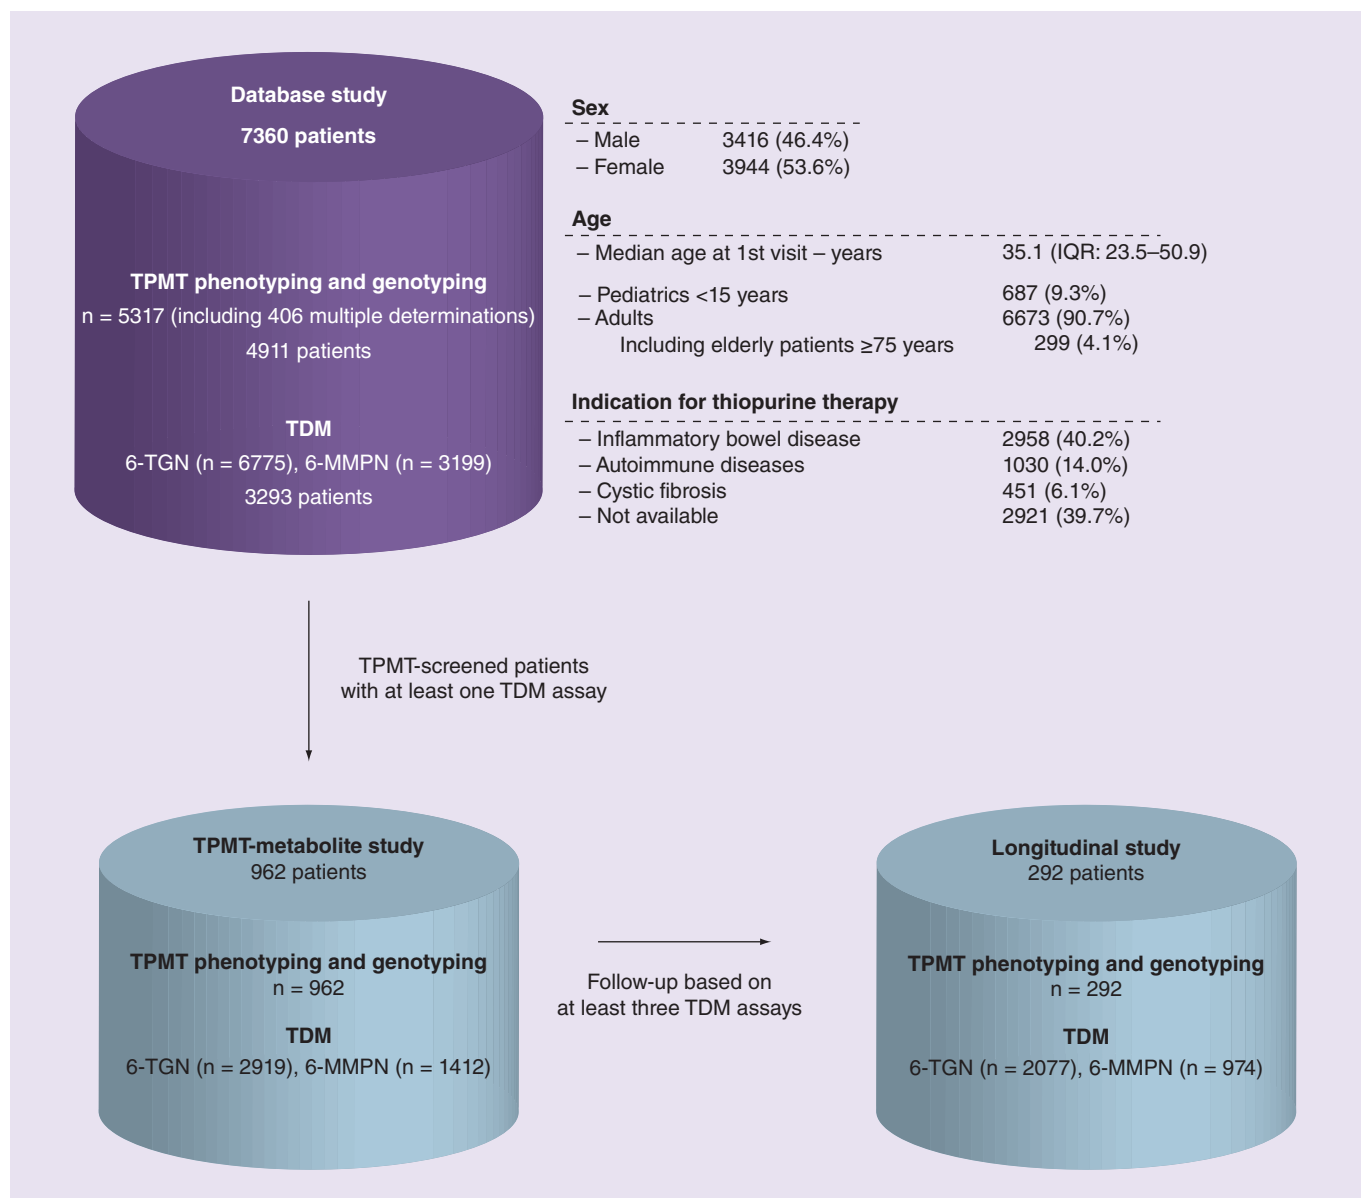 Database study
7360 patients
TPMT phenotyping and genotyping
n = 5317 (including 406 multiple determinations)
4911 patients
TDM
6-TGN (n = 6775), 6-MMPN (n = 3199)
3293 patients
Sex
– Male 3416 (46.4%)
– Female 3944 (53.6%)
Age
– Median age at 1st visit – years 35.1 (IQR: 23.5–50.9)
– Pediatrics <15 years 687 (9.3%)
– Adults 6673 (90.7%)
Including elderly patients ≥75 years 299 (4.1%)
Indication for thiopurine therapy
– Inflammatory bowel disease 2958 (40.2%)
– Autoimmune diseases 1030 (14.0%)
– Cystic fibrosis 451 (6.1%)
– Not available 2921 (39.7%)
TPMT-screened patients
with at least one TDM assay
TPMT-metabolite study
962 patients
TPMT phenotyping and genotyping
n = 962
TDM
6-TGN (n = 2919), 6-MMPN (n = 1412)
Follow-up based on
at least three TDM assays
Longitudinal study
292 patients
TPMT phenotyping and genotyping
n = 292
TDM
6-TGN (n = 2077), 6-MMPN (n = 974)